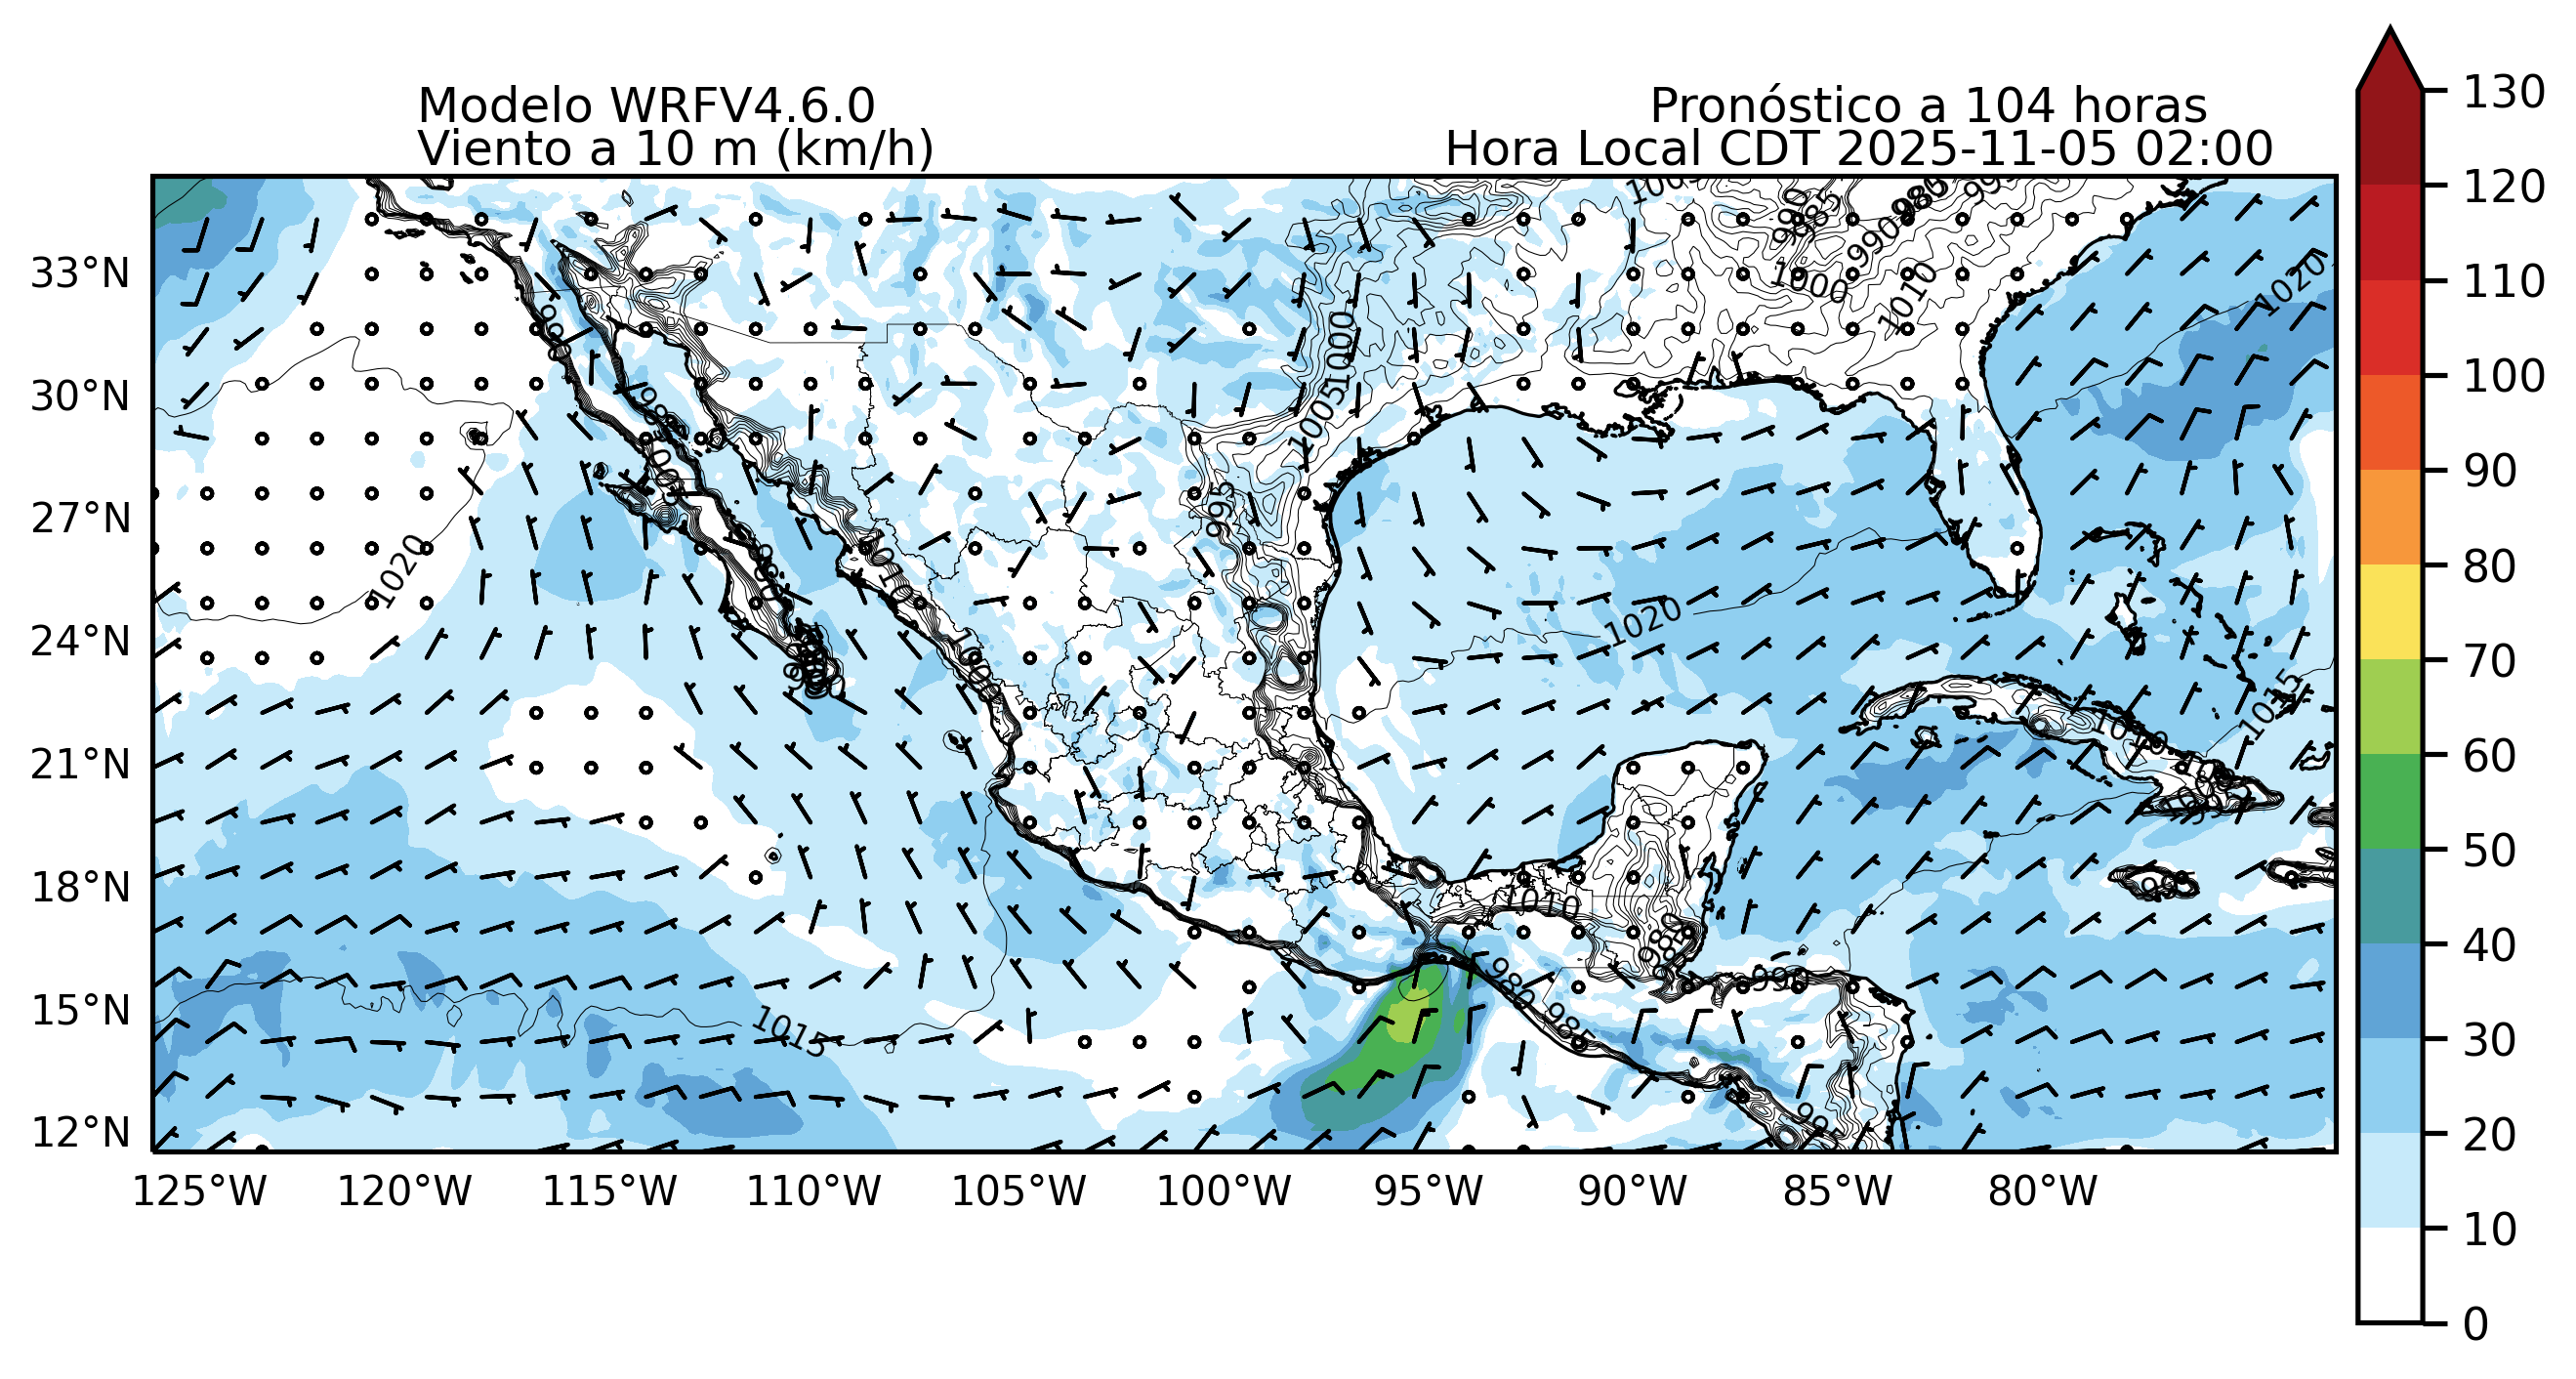 Modelo WRFV4.6.0
Viento a 10 m (km/h)
Pronóstico a 104 horas
Hora Local CDT 2025-11-05 02:00
33°N
30°N
27°N
24°N
21°N
18°N
15°N
12°N
125°W
120°W
115°W
110°W
105°W
100°W
95°W
90°W
85°W
80°W
130
120
110
100
90
80
70
60
50
40
30
20
10
0
985
990
1000
1010
1020
1000
1005
995
1020
1010
1000
1020
1015
1010
1010
980
980
985
1015